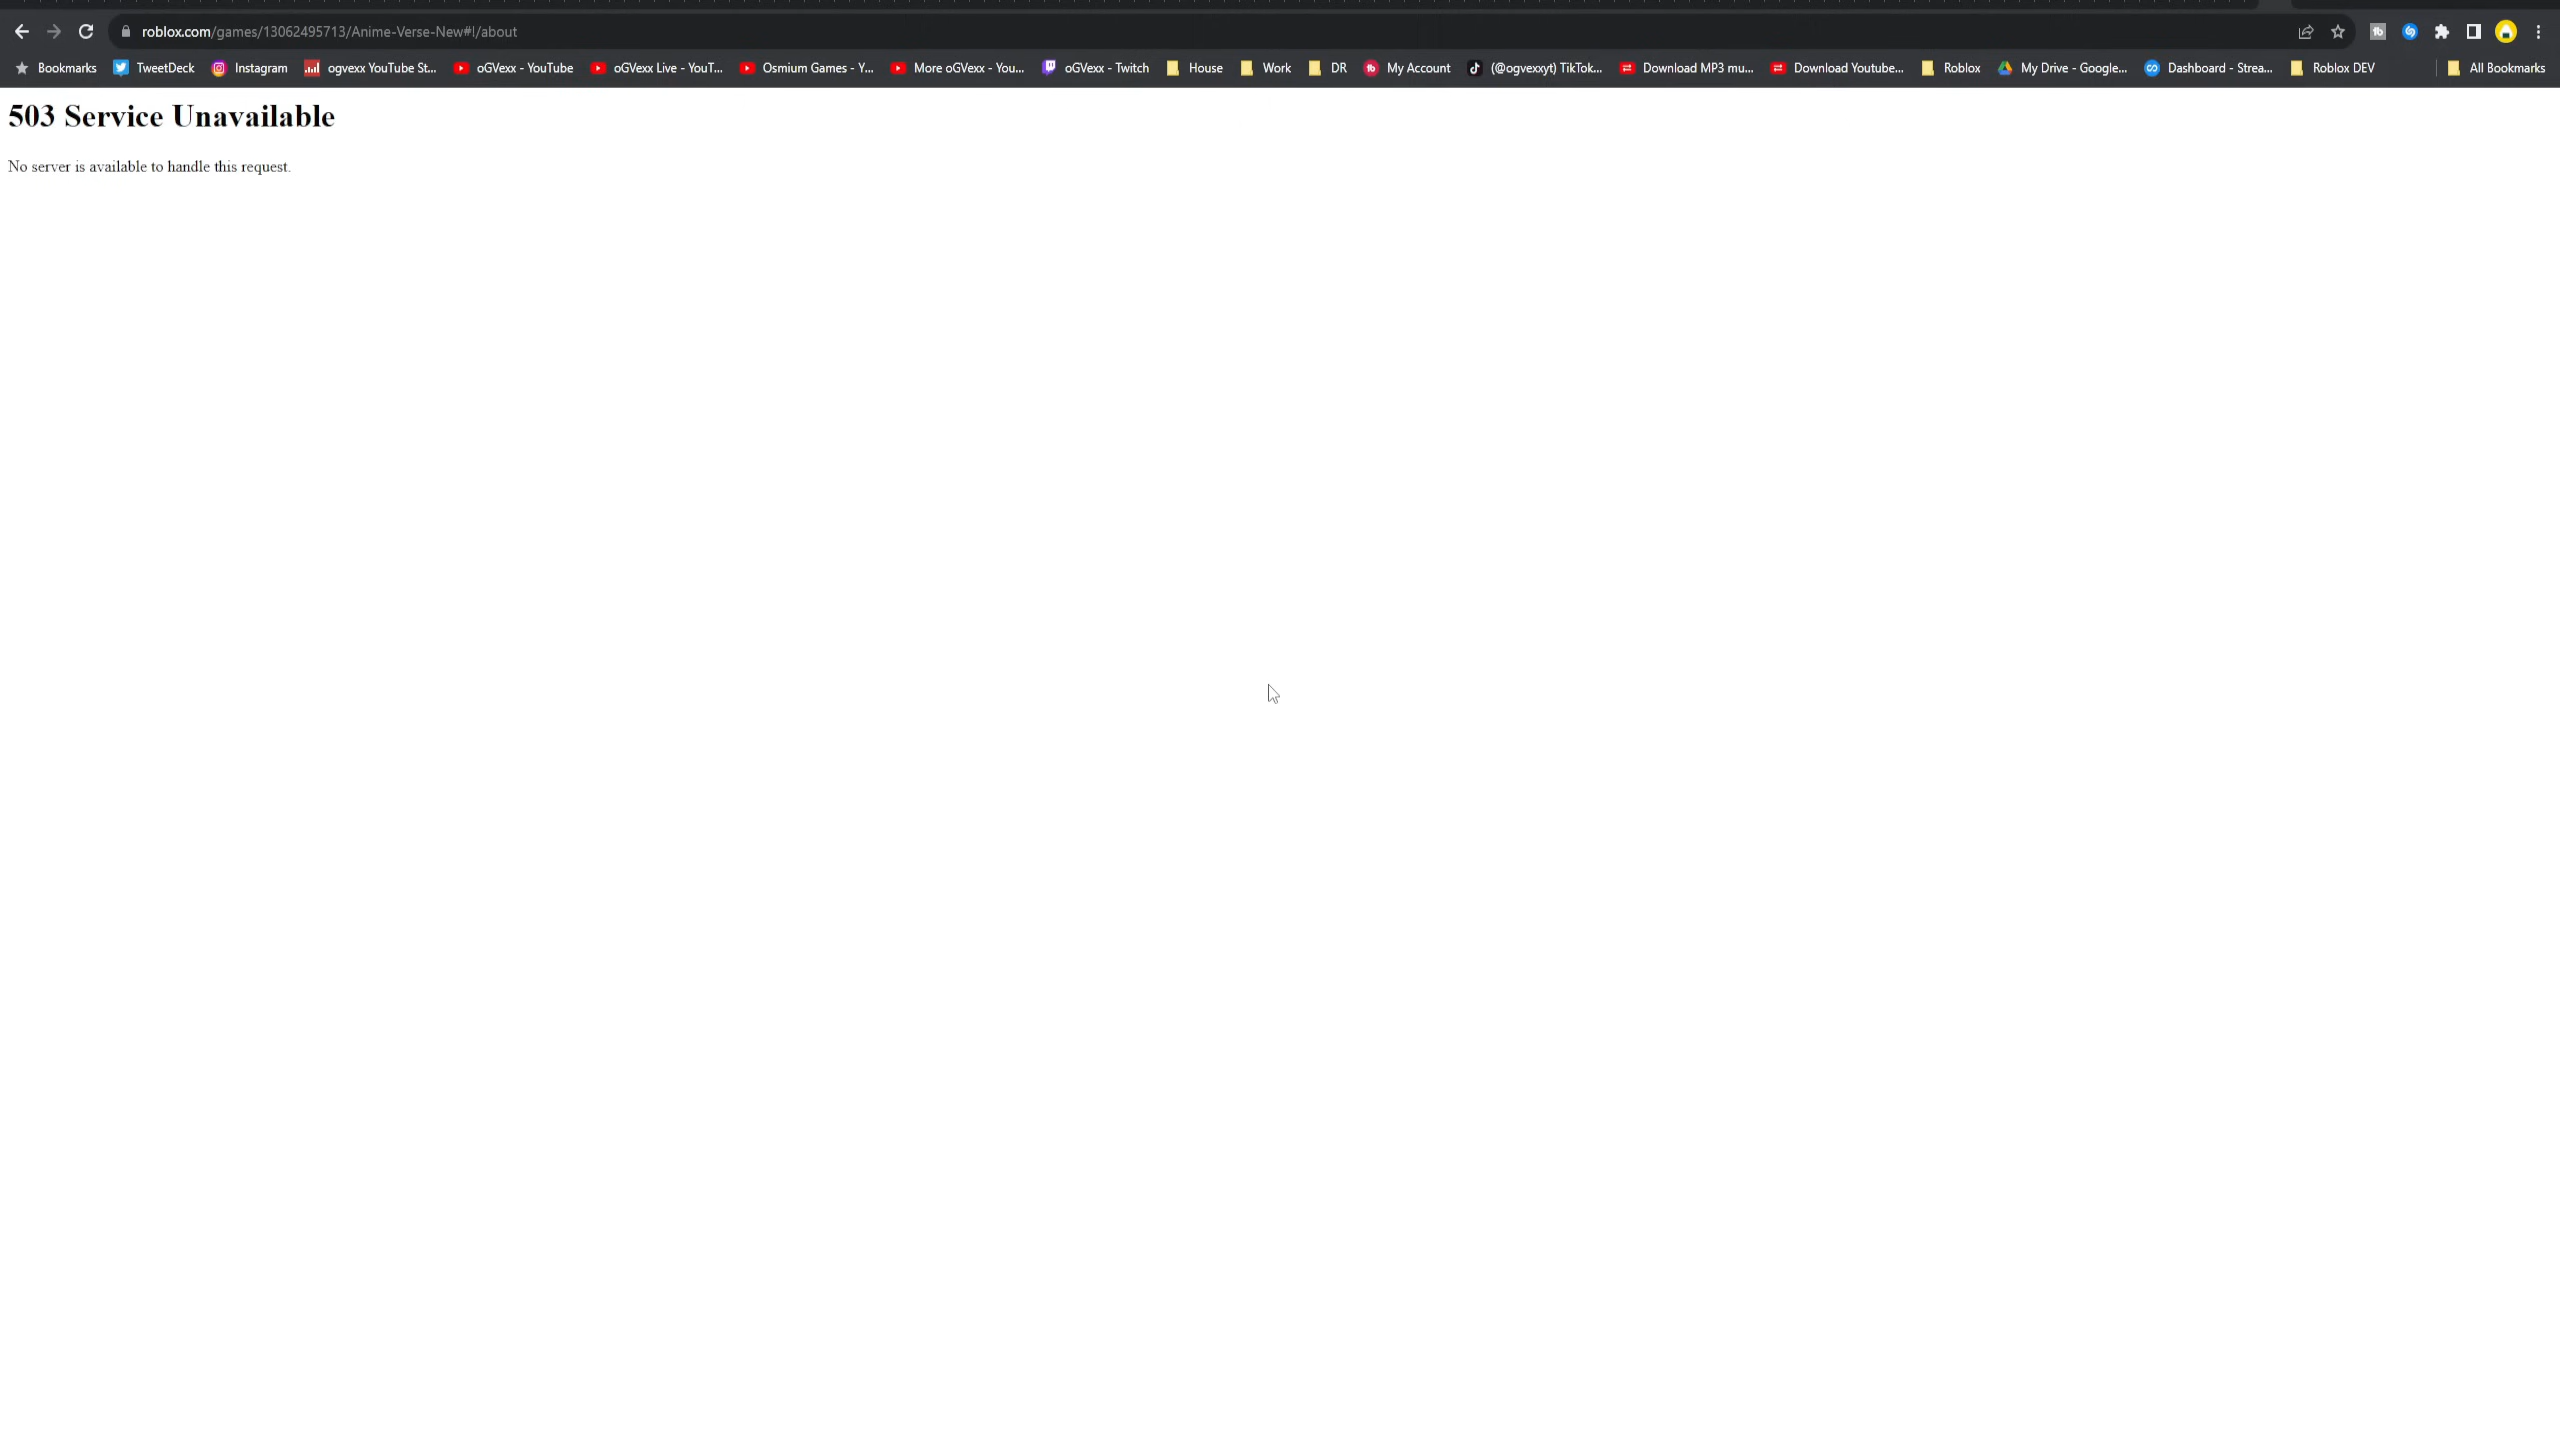 roblox.com/games/13062495713/Anime-Verse-New#!/about
Bookmarks TweetDeck Instagram ogvexx YouTube St... oGVexx - YouTube oGVexx Live - YouT... Osmium Games - Y... More oGVexx - You... oGVexx - Twitch House Work DR My Account (@ogvexxyt) TikTok... Download MP3 mu... Download Youtube... Roblox My Drive - Google... Dashboard - Strea... Roblox DEV All Bookmarks
503 Service Unavailable
No server is available to handle this request.